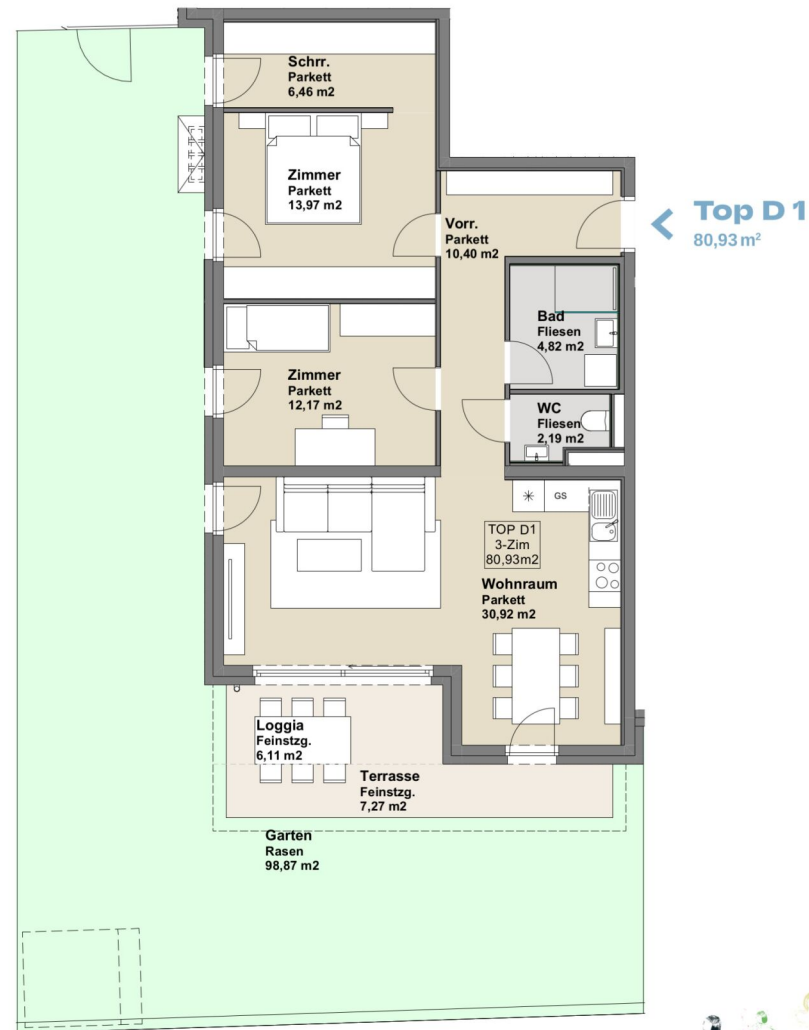 Schrr.
Parkett
6,46 m2
Zimmer
Parkett
13,97 m2
Vorr.
Parkett
10,40 m2
Top D 1
80,93 m²
Bad
Fliesen
4,82 m2
Zimmer
Parkett
12,17 m2
WC
Fliesen
2,19 m2
GS
TOP D1
3-Zim
80,93m2
Wohnraum
Parkett
30,92 m2
Loggia
Feinstzg.
6,11 m2
Terrasse
Feinstzg.
7,27 m2
Garten
Rasen
98,87 m2